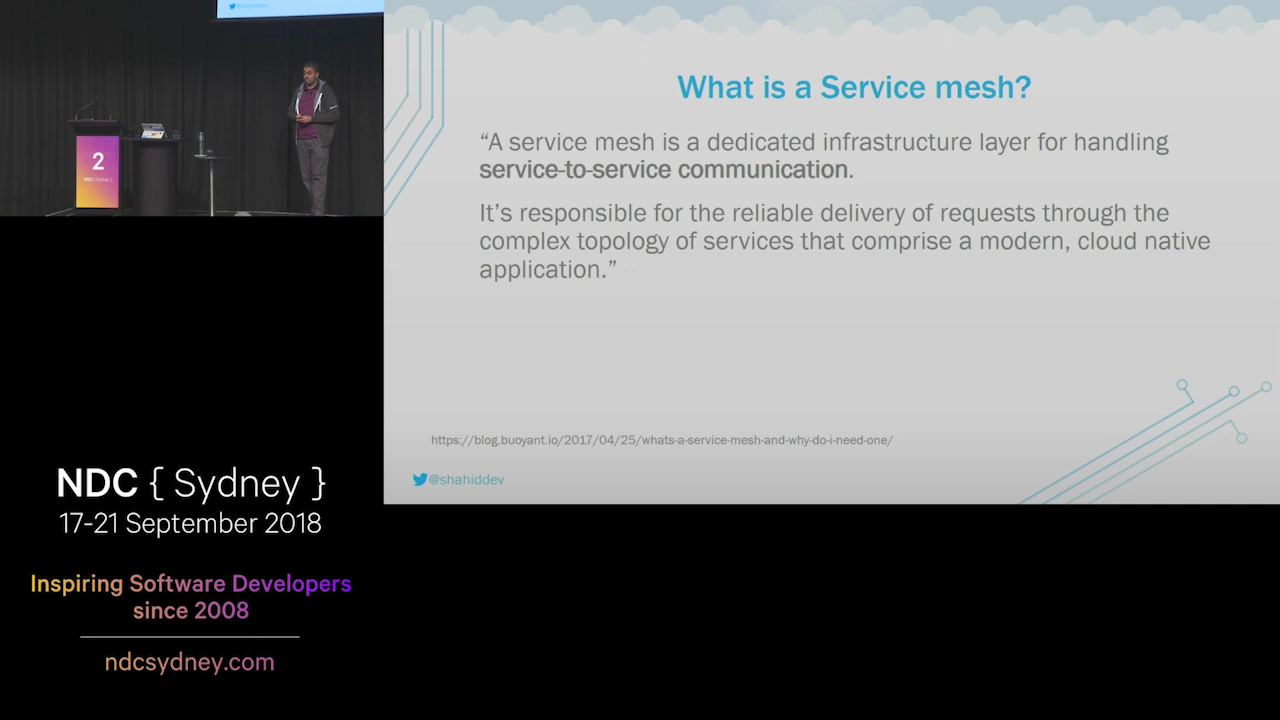 2
NDC { Sydney }
What is a Service mesh?
“A service mesh is a dedicated infrastructure layer for handling
service-to-service communication.
It’s responsible for the reliable delivery of requests through the
complex topology of services that comprise a modern, cloud native
application.”
https://blog.buoyant.io/2017/04/25/whats-a-service-mesh-and-why-do-i-need-one/
@shahiddev
NDC { Sydney }
17-21 September 2018
Inspiring Software Developers
since 2008
ndcsydney.com